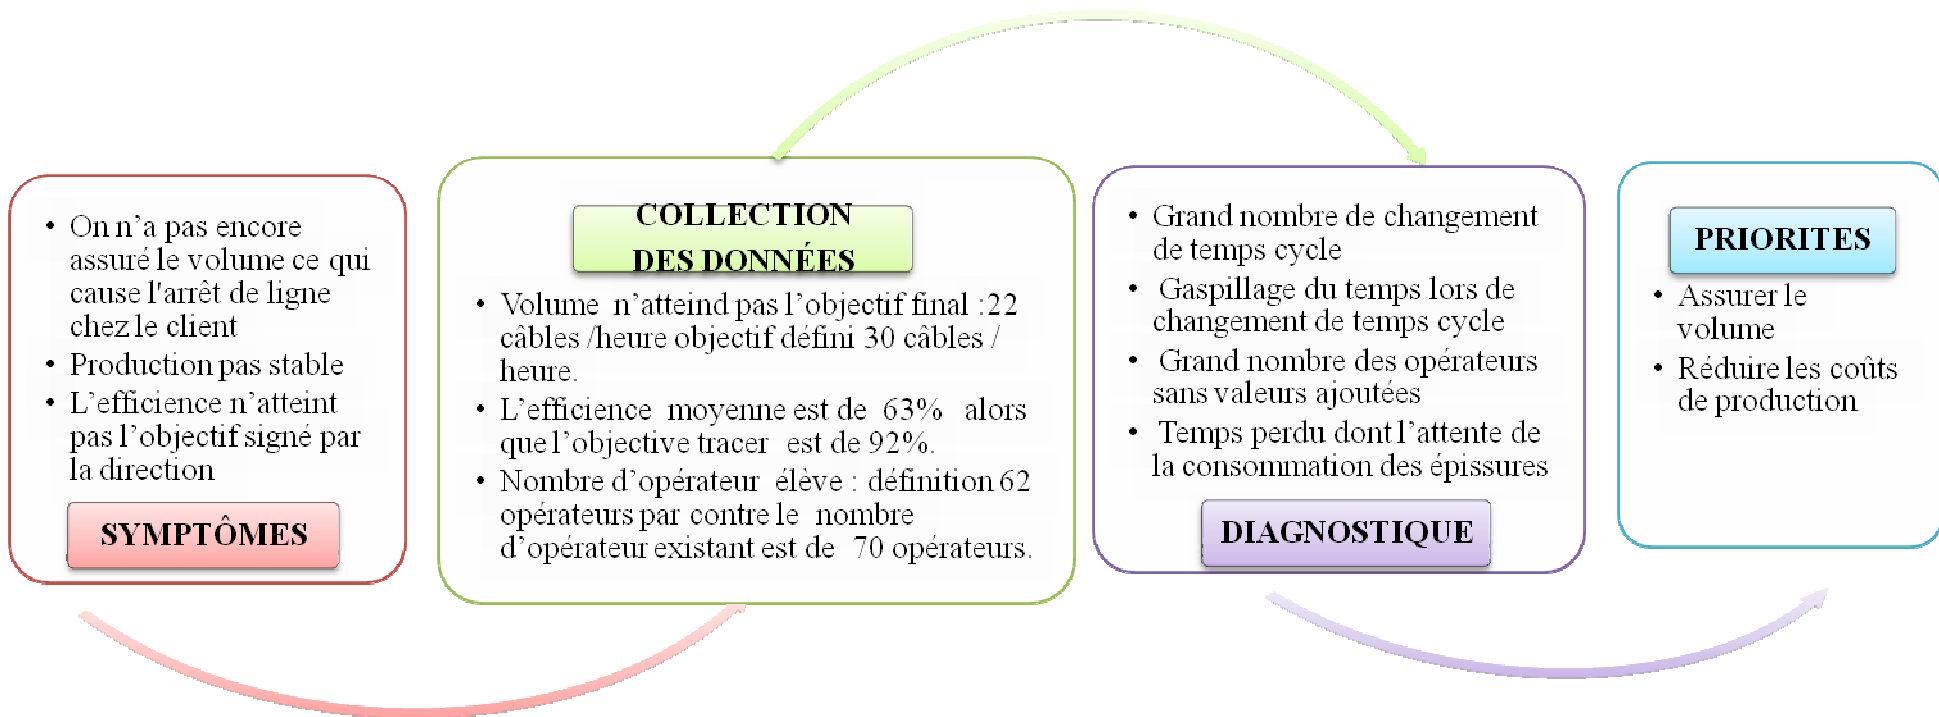 On n’a pas encore
assuré le volume ce qui
cause l'arrêt de ligne
chez le client
Production pas stable
L’efficience n’atteint
pas l’objectif signé par
la direction
SYMPTÔMES
COLLECTION
DES DONNÉES
Volume n’atteind pas l’objectif final :22
câbles /heure objectif défini 30 câbles /
heure.
L’efficience moyenne est de 63% alors
que l’objective tracer est de 92%.
Nombre d’opérateur élève : définition 62
opérateurs par contre le nombre
d’opérateur existant est de 70 opérateurs.
Grand nombre de changement
de temps cycle
Gaspillage du temps lors de
changement de temps cycle
Grand nombre des opérateurs
sans valeurs ajoutées
Temps perdu dont l’attente de
la consommation des épissures
DIAGNOSTIQUE
PRIORITES
Assurer le
volume
Réduire les coûts
de production